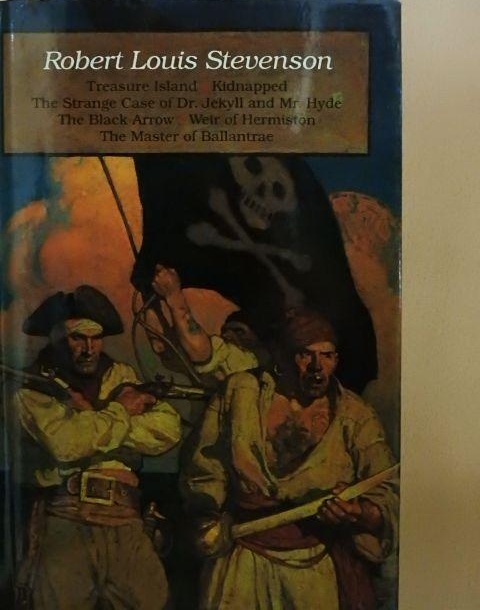 Robert Louis Stevenson
Treasure Island Kidnapped
The Strange Case of Dr. Jekyll and Mr. Hyde
The Black Arrow Weir of Hermiston
The Master of Ballantrae